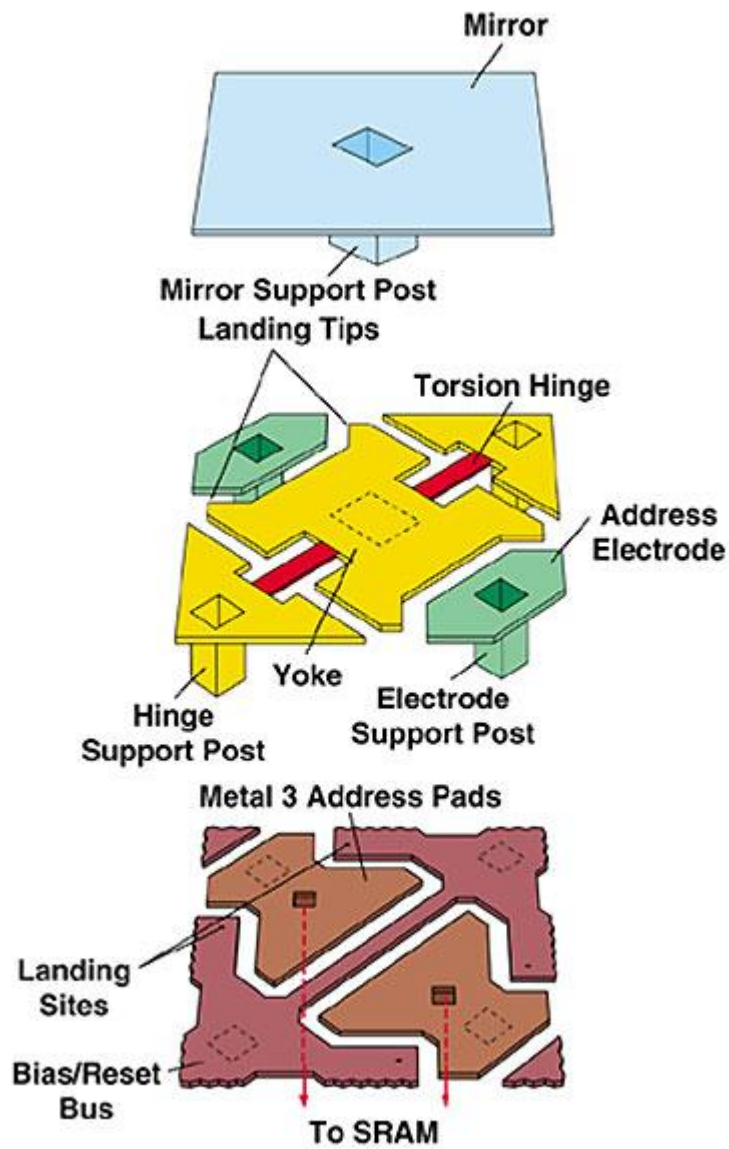 Mirror
Mirror Support Post
Landing Tips
Torsion Hinge
Address
Electrode
Yoke
Hinge
Support Post
Electrode
Support Post
Metal 3 Address Pads
Landing
Sites
Bias/Reset
Bus
To SRAM